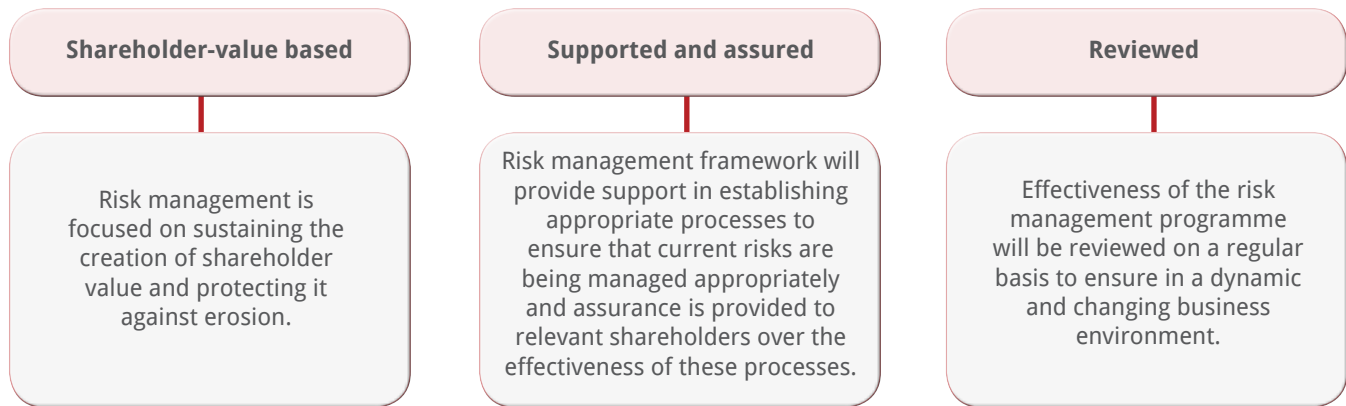 Shareholder-value based
Risk management is
focused on sustaining the
creation of shareholder
value and protecting it
against erosion.
Supported and assured
Risk management framework will
provide support in establishing
appropriate processes to
ensure that current risks are
being managed appropriately
and assurance is provided to
relevant shareholders over the
effectiveness of these processes.
Reviewed
Effectiveness of the risk
management programme
will be reviewed on a regular
basis to ensure in a dynamic
and changing business
environment.